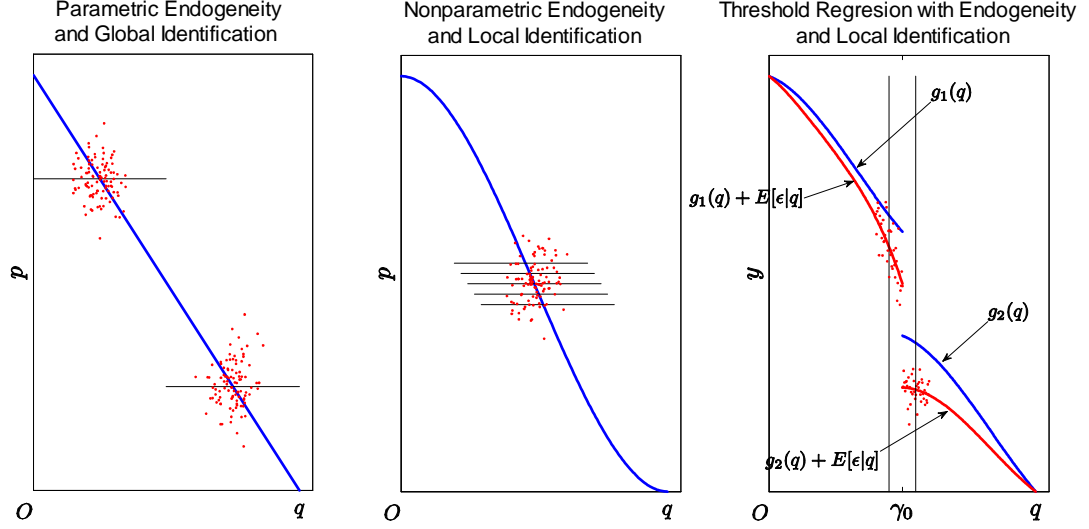 Parametric Endogeneity
and Global Identification
p
O
q
Nonparametric Endogeneity
and Local Identification
p
O
q
Threshold Regresion with Endogeneity
and Local Identification
g₁(q)
g₁(q) + E[ϵ|q]
y
g₂(q)
g₂(q) + E[ϵ|q]
O
γ₀
q